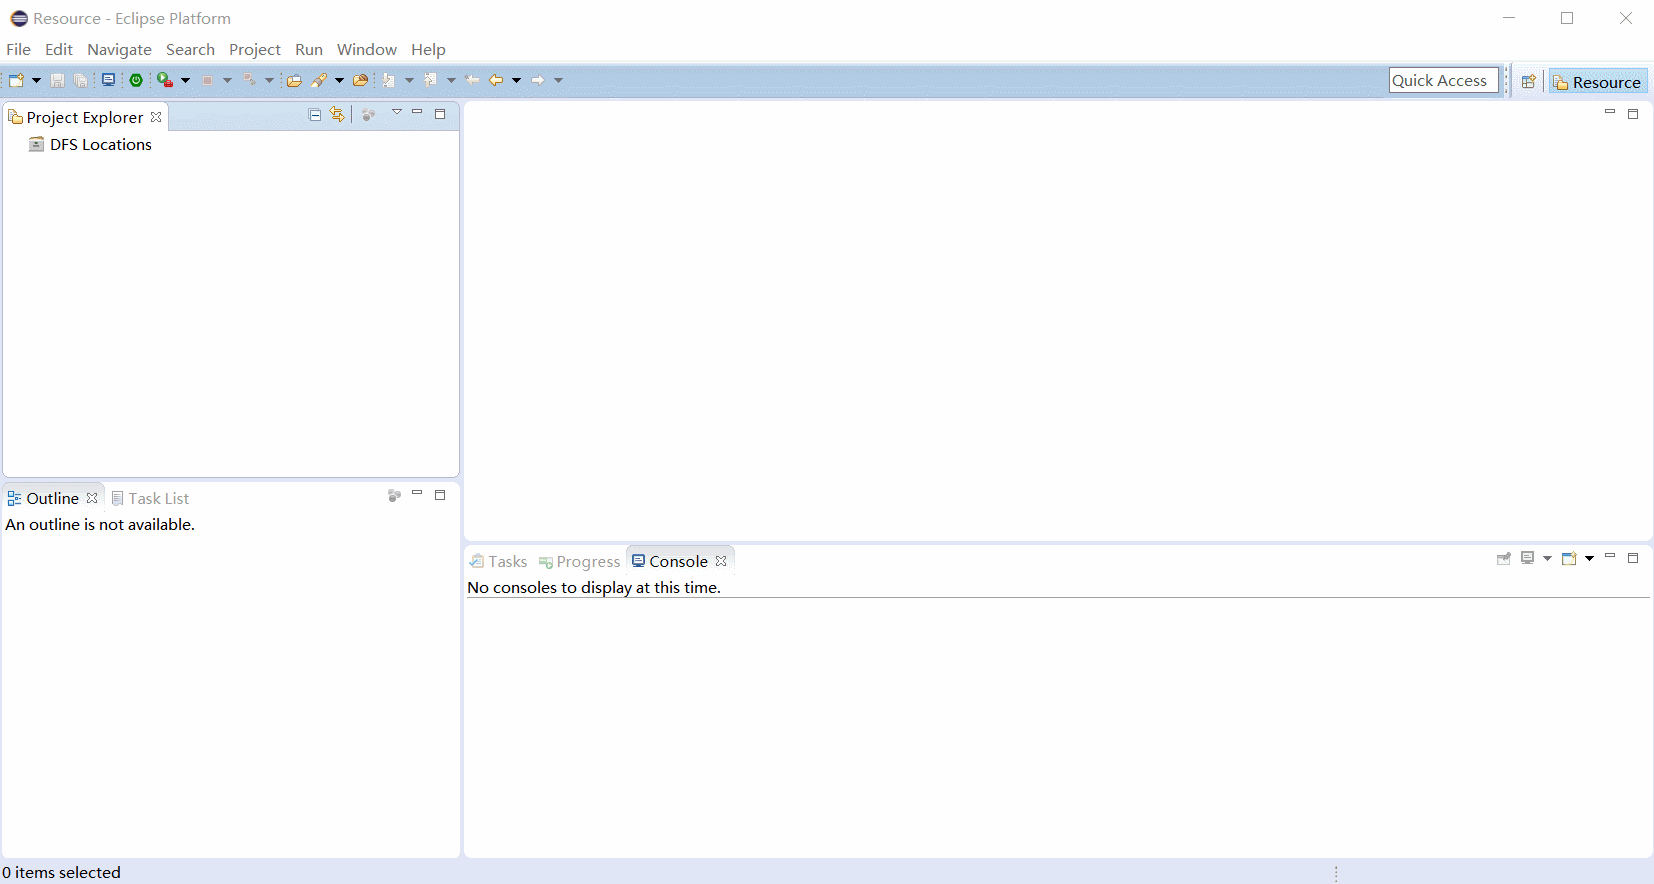 Resource - Eclipse Platform
File Edit Navigate Search Project Run Window Help
Quick Access
Resource
Project Explorer
DFS Locations
Outline Task List
An outline is not available.
Tasks Progress Console
No consoles to display at this time.
0 items selected